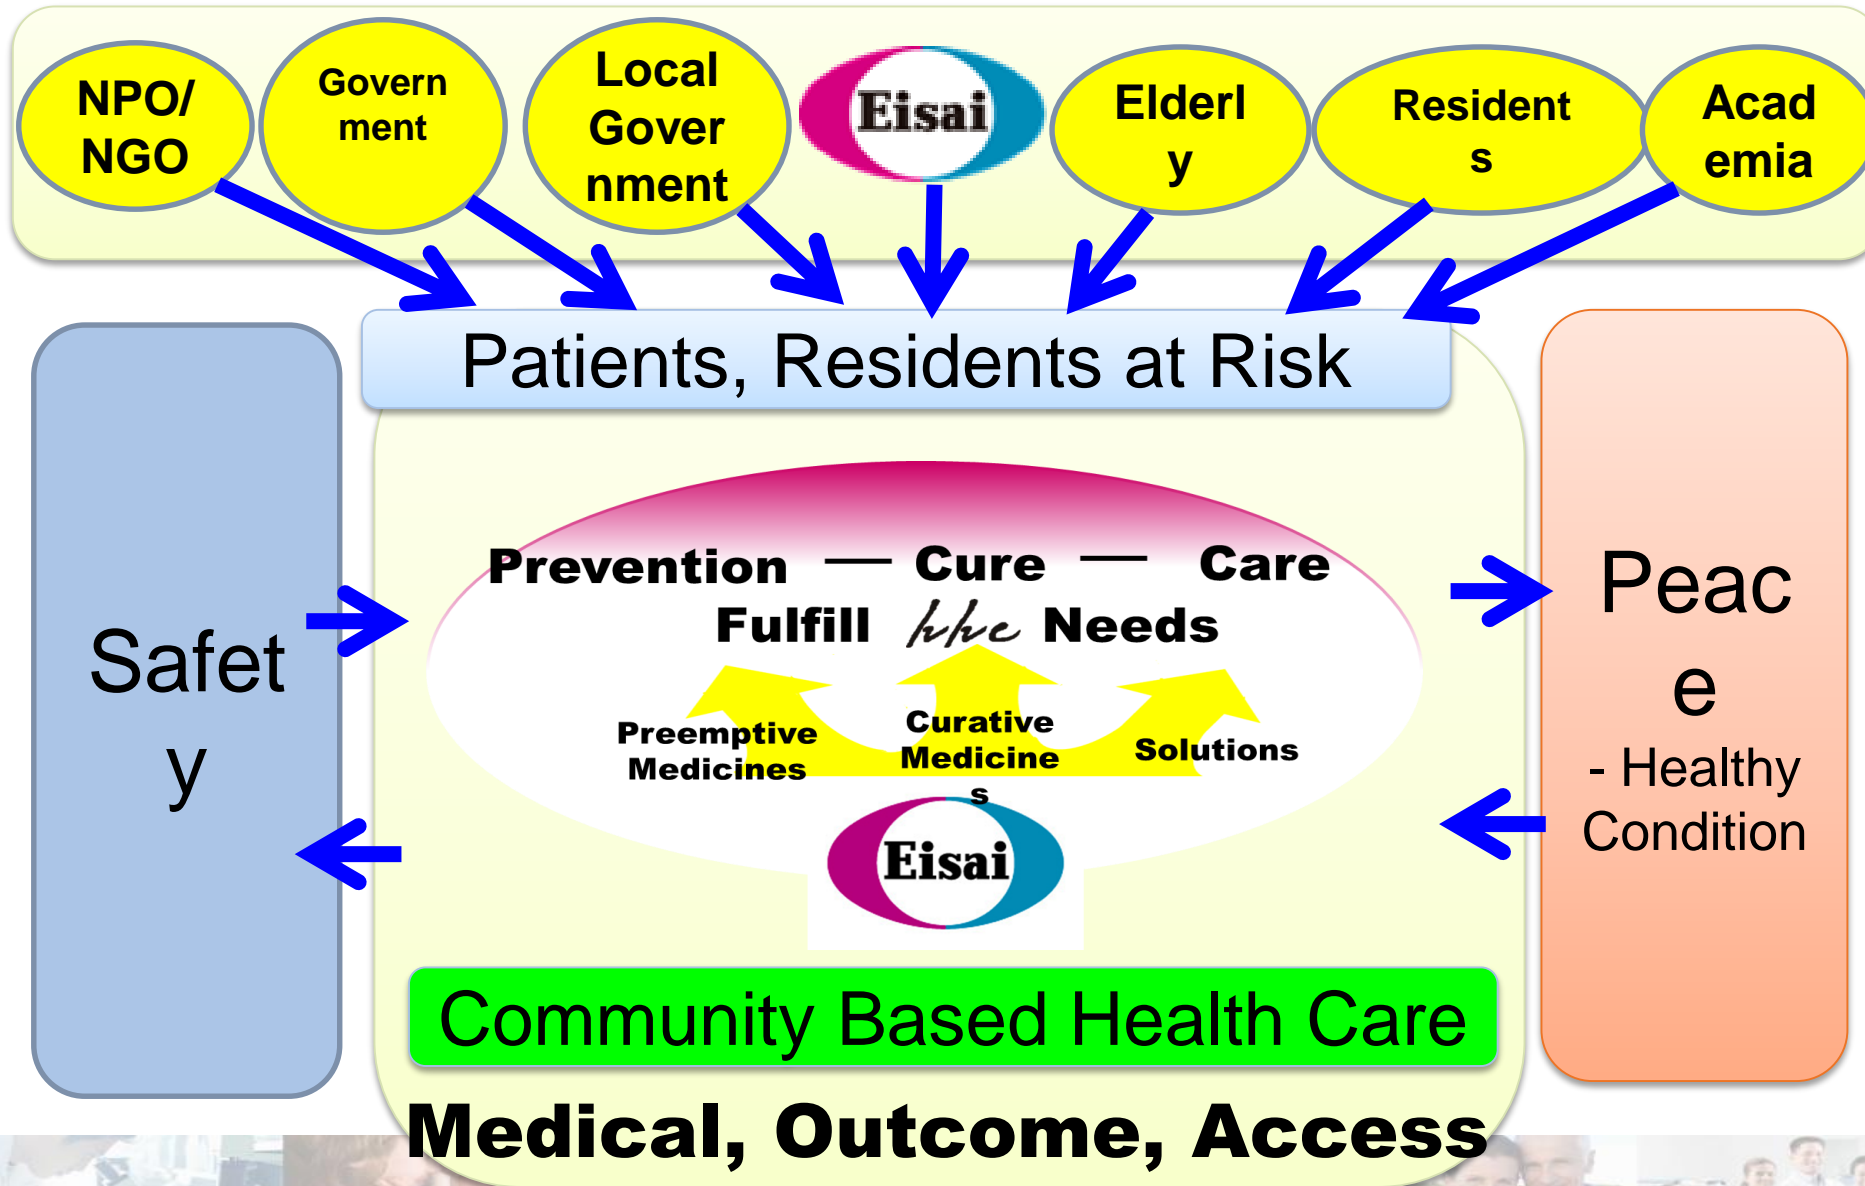 NPO/
NGO
Govern
ment
Local
Gover
nment
Eisai
Elderl
y
Resident
s
Acad
emia
Patients, Residents at Risk
Safet
y
Prevention — Cure — Care
Fulfill hhc Needs
Preemptive
Medicines
Curative
Medicine
s
Solutions
Eisai
Peac
e
- Healthy
Condition
Community Based Health Care
Medical, Outcome, Access